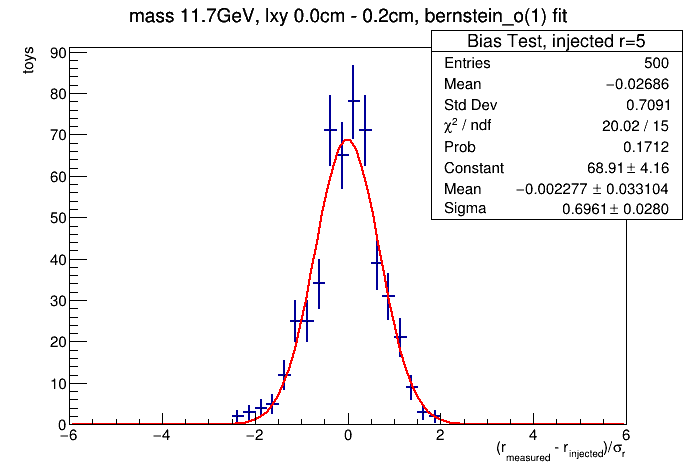 mass 11.7GeV, lxy 0.0cm - 0.2cm, bernstein_o(1) fit
toys
Bias Test, injected r=5
Entries 500
Mean −0.02686
Std Dev 0.7091
χ² / ndf 20.02 / 15
Prob 0.1712
Constant 68.91 ± 4.16
Mean −0.002277 ± 0.033104
Sigma 0.6961 ± 0.0280
90
80
70
60
50
40
30
20
10
0
−6 −4 −2 0 2 4 6
(r_measured - r_injected)/σ_r